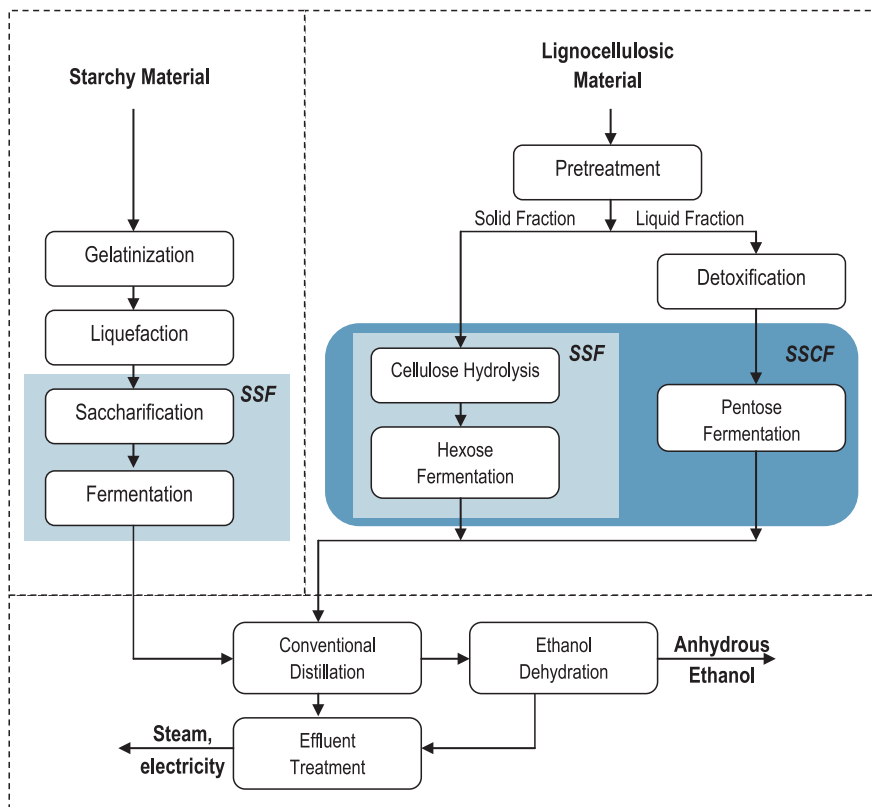 Starchy Material
Lignocellulosic
Material
Pretreatment
Solid Fraction
Liquid Fraction
Gelatinization
Detoxification
Liquefaction
SSF
SSCF
Cellulose Hydrolysis
SSF
Saccharification
Pentose
Fermentation
Hexose
Fermentation
Fermentation
Conventional
Distillation
Ethanol
Dehydration
Anhydrous
Ethanol
Steam,
electricity
Effluent
Treatment